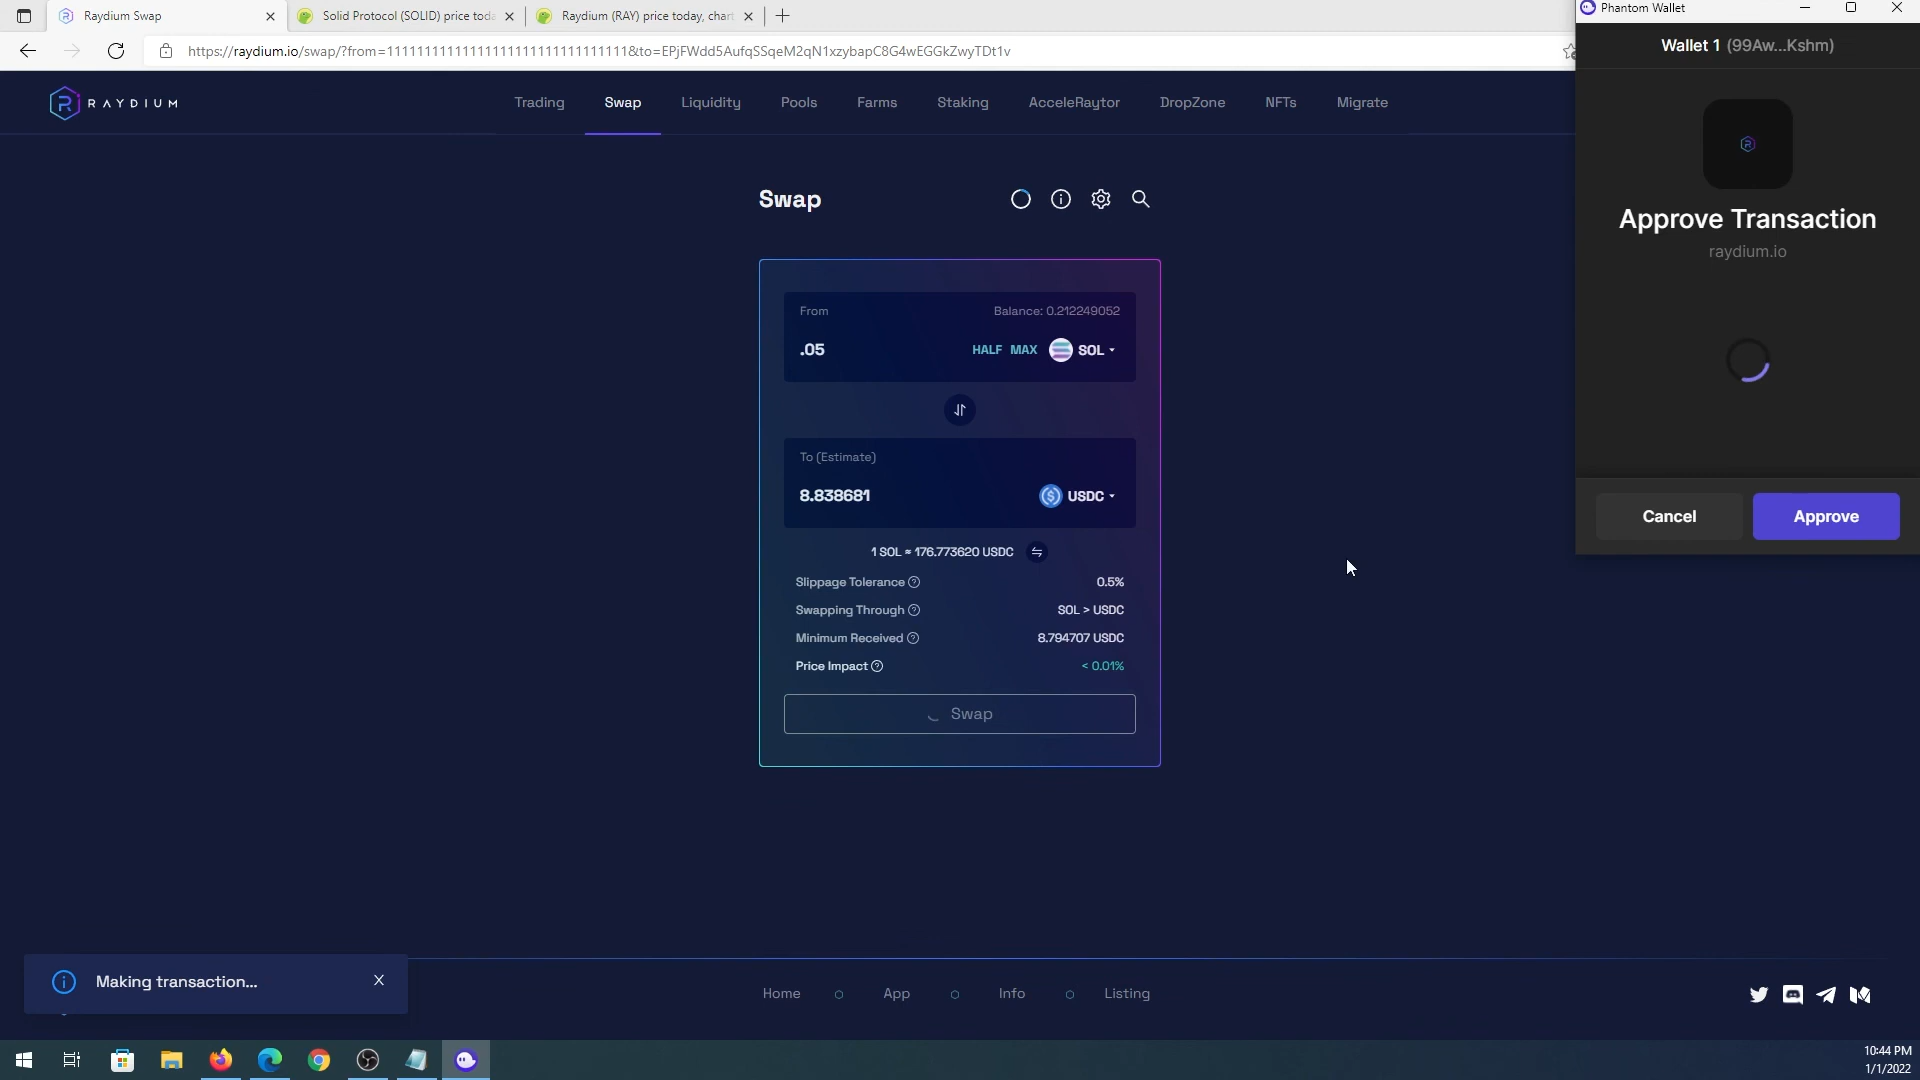 Raydium Swap
Solid Protocol (SOLID) price toda
Raydium (RAY) price today, chart
https://raydium.io/swap/?from=11111111111111111111111111111111&to=EPjFWdd5AufqSSqeM2qN1xzybapC8G4wEGGkZwyTDt1v
RAYDIUM
Trading
Swap
Liquidity
Pools
Farms
Staking
AcceleRaytor
DropZone
NFTs
Migrate
Swap
From
Balance: 0.212249052
.05
HALF MAX
SOL
To (Estimate)
8.838681
USDC
1 SOL ≈ 176.773620 USDC
Slippage Tolerance
0.5%
Swapping Through
SOL > USDC
Minimum Received
8.794707 USDC
Price Impact
< 0.01%
Swap
Phantom Wallet
Wallet 1 (99Aw...Kshm)
Approve Transaction
raydium.io
Cancel
Approve
Making transaction...
X
Home
App
Info
Listing
10:44 PM
1/1/2022